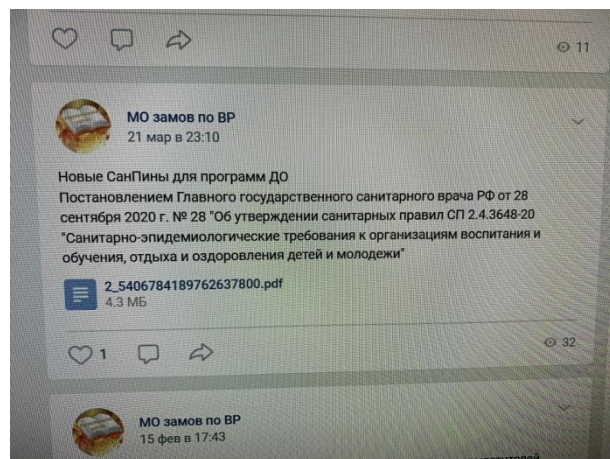 11
МО замов по ВР
21 мар в 23:10
Новые СанПины для программ ДО
Постановлением Главного государственного санитарного врача РФ от 28
сентября 2020 г. № 28 "Об утверждении санитарных правил СП 2.4.3648-20
"Санитарно-эпидемиологические требования к организациям воспитания и
обучения, отдыха и оздоровления детей и молодежи"
2_5406784189762637800.pdf
4.3 МБ
1
32
МО замов по ВР
15 фев в 17:43